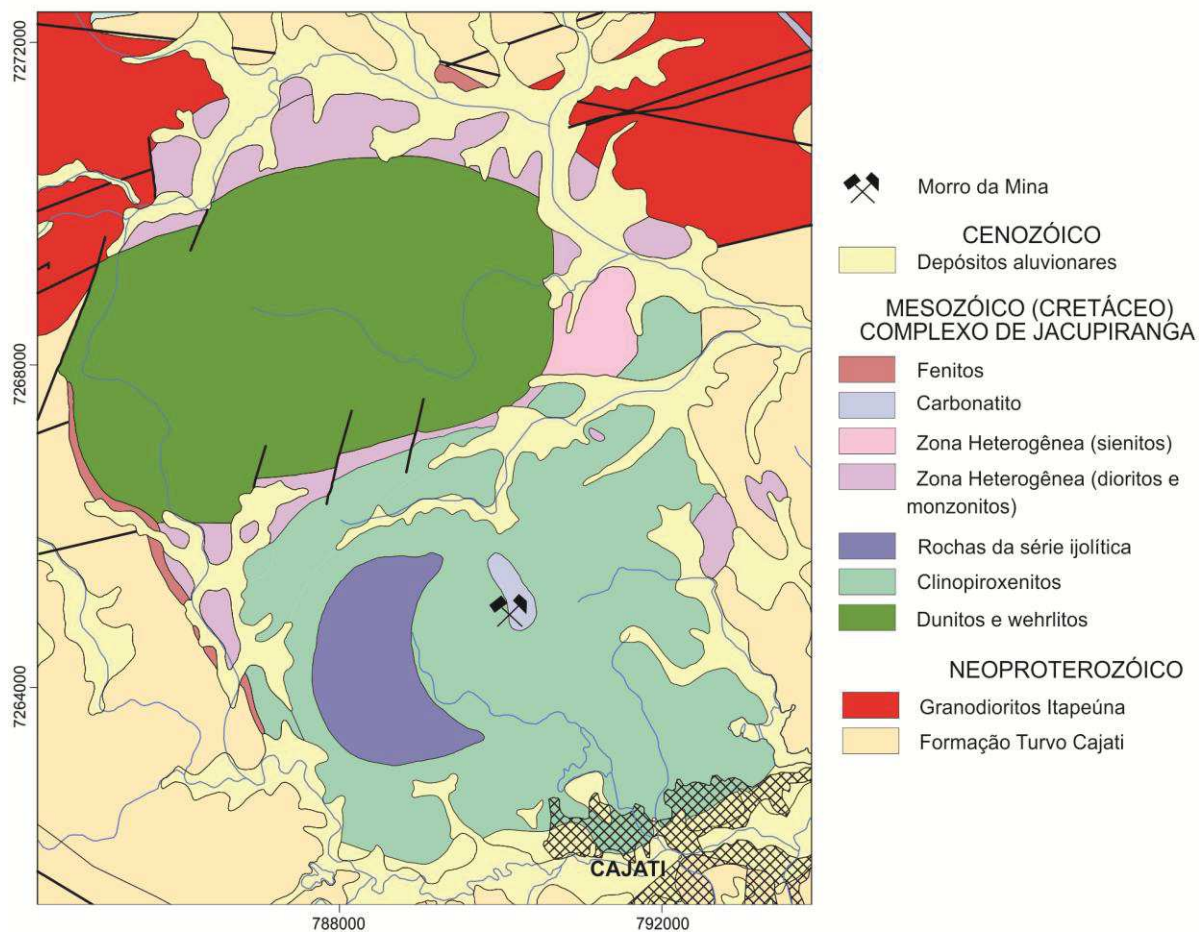 7272000
7268000
7264000
788000
792000
CAJATI
Morro da Mina
CENOZÓICO
Depósitos aluvionares
MESOZÓICO (CRETÁCEO)
COMPLEXO DE JACUPIRANGA
Fenitos
Carbonatito
Zona Heterogênea (sienitos)
Zona Heterogênea (dioritos e
monzonitos)
Rochas da série ijolítica
Clinopiroxenitos
Dunitos e wehrlitos
NEOPROTEROZÓICO
Granodioritos Itapeúna
Formação Turvo Cajati